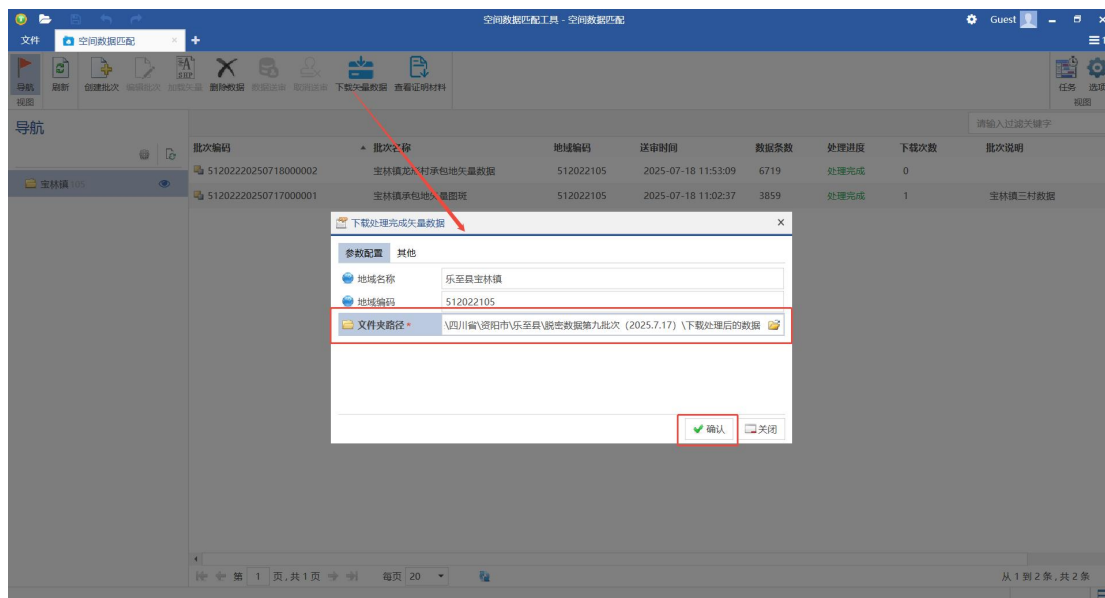 空间数据匹配工具 - 空间数据匹配
Guest
文件 空间数据匹配 × +
导航 刷新 创建批次 编辑批次 加载矢量 删除数据 数据送审 取消送审 下载矢量数据 查看证明材料 任务 选项
视图 视图
导航 请输入过滤关键字
批次编码 批次名称 地域编码 送审时间 数据条数 处理进度 下载次数 批次说明
51202220250718000002 宝林镇龙 村承包地矢量数据 512022105 2025-07-18 11:53:09 6719 处理完成 0
宝林镇 105
51202220250717000001 宝林镇承包地矢量图斑 512022105 2025-07-18 11:02:37 3859 处理完成 1 宝林镇三村数据
下载处理完成矢量数据 ×
参数配置 其他
地域名称 乐至县宝林镇
地域编码 512022105
文件夹路径 * \四川省\资阳市\乐至县\脱密数据第九批次（2025.7.17）\下载处理后的数据
确认 关闭
第 1 页,共 1 页 每页 20 从 1 到 2 条, 共 2 条